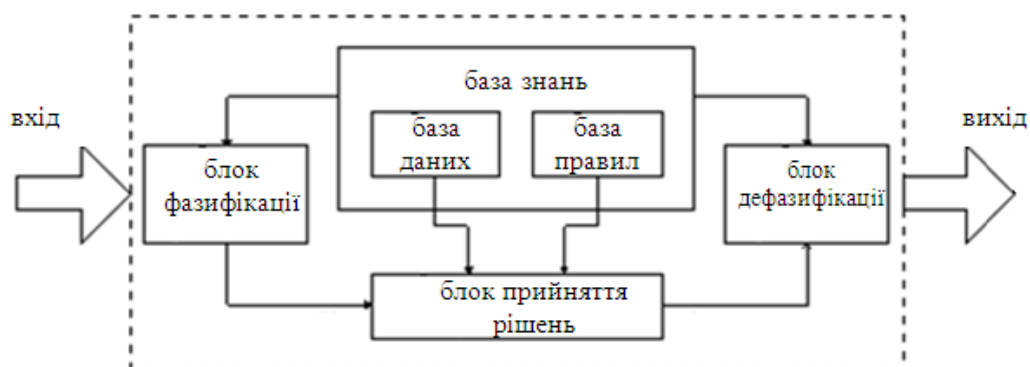 база знань
вхід
вихід
база
даних
база
правил
блок
фазифікації
блок
дефазифікації
блок прийняття
рішень